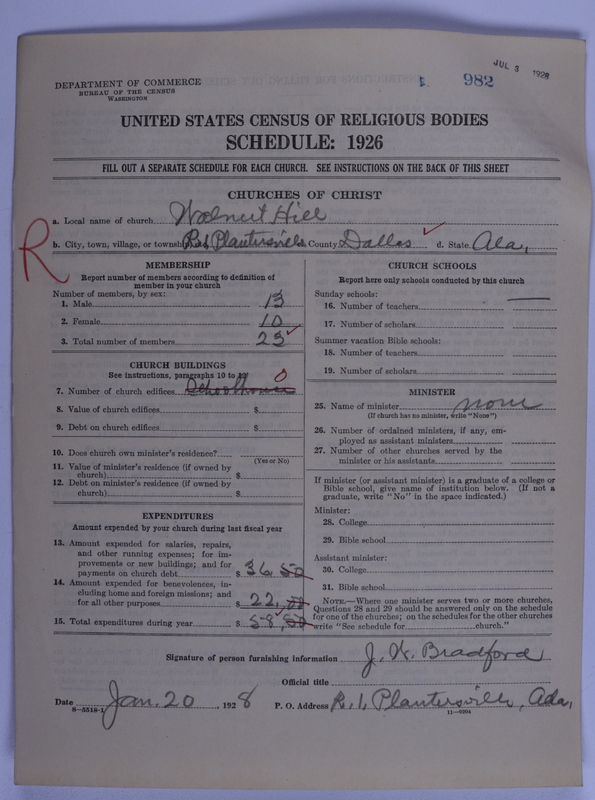 JUL 3 1928
1 982
DEPARTMENT OF COMMERCE
BUREAU OF THE CENSUS
WASHINGTON
UNITED STATES CENSUS OF RELIGIOUS BODIES
SCHEDULE: 1926
FILL OUT A SEPARATE SCHEDULE FOR EACH CHURCH. SEE INSTRUCTIONS ON THE BACK OF THIS SHEET
CHURCHES OF CHRIST
a. Local name of church Walnut Hill
R
b. City, town, village, or township R. 1, Plantersville County Dallas d. State Ala.
MEMBERSHIP
Report number of members according to definition of
member in your church
Number of members, by sex:
1. Male 13
2. Female 10
3. Total number of members 23
CHURCH BUILDINGS
See instructions, paragraphs 10 to
7. Number of church edifices Schoolhouse 0
8. Value of church edifices $
9. Debt on church edifices $
10. Does church own minister's residence?
(Yes or No)
11. Value of minister's residence (if owned by
church) $
12. Debt on minister's residence (if owned by
church) $
EXPENDITURES
Amount expended by your church during last fiscal year
13. Amount expended for salaries, repairs,
and other running expenses; for im-
provements or new buildings; and for
payments on church debt $ 36.50
14. Amount expended for benevolences, in-
cluding home and foreign missions; and
for all other purposes $ 22.00
15. Total expenditures during year $ 58.50
CHURCH SCHOOLS
Report here only schools conducted by this church
Sunday schools:
16. Number of teachers
17. Number of scholars
Summer vacation Bible schools:
18. Number of teachers
19. Number of scholars
MINISTER
25. Name of minister none
(If church has no minister, write "None")
26. Number of ordained ministers, if any, em-
ployed as assistant ministers
27. Number of other churches served by the
minister or his assistants
If minister (or assistant minister) is a graduate of a college or
Bible school, give name of institution below. (If not a
graduate, write "No" in the space indicated.)
Minister:
28. College
29. Bible school
Assistant minister:
30. College
31. Bible school
NOTE.—Where one minister serves two or more churches,
Questions 28 and 29 should be answered only on the schedule
for one of the churches; on the schedules for the other churches
write "See schedule for church."
Signature of person furnishing information J. W. Bradford
Official title
Date Jan. 20, 1928 P. O. Address R. 1, Plantersville, Ala.
8—5518-1 11—9204